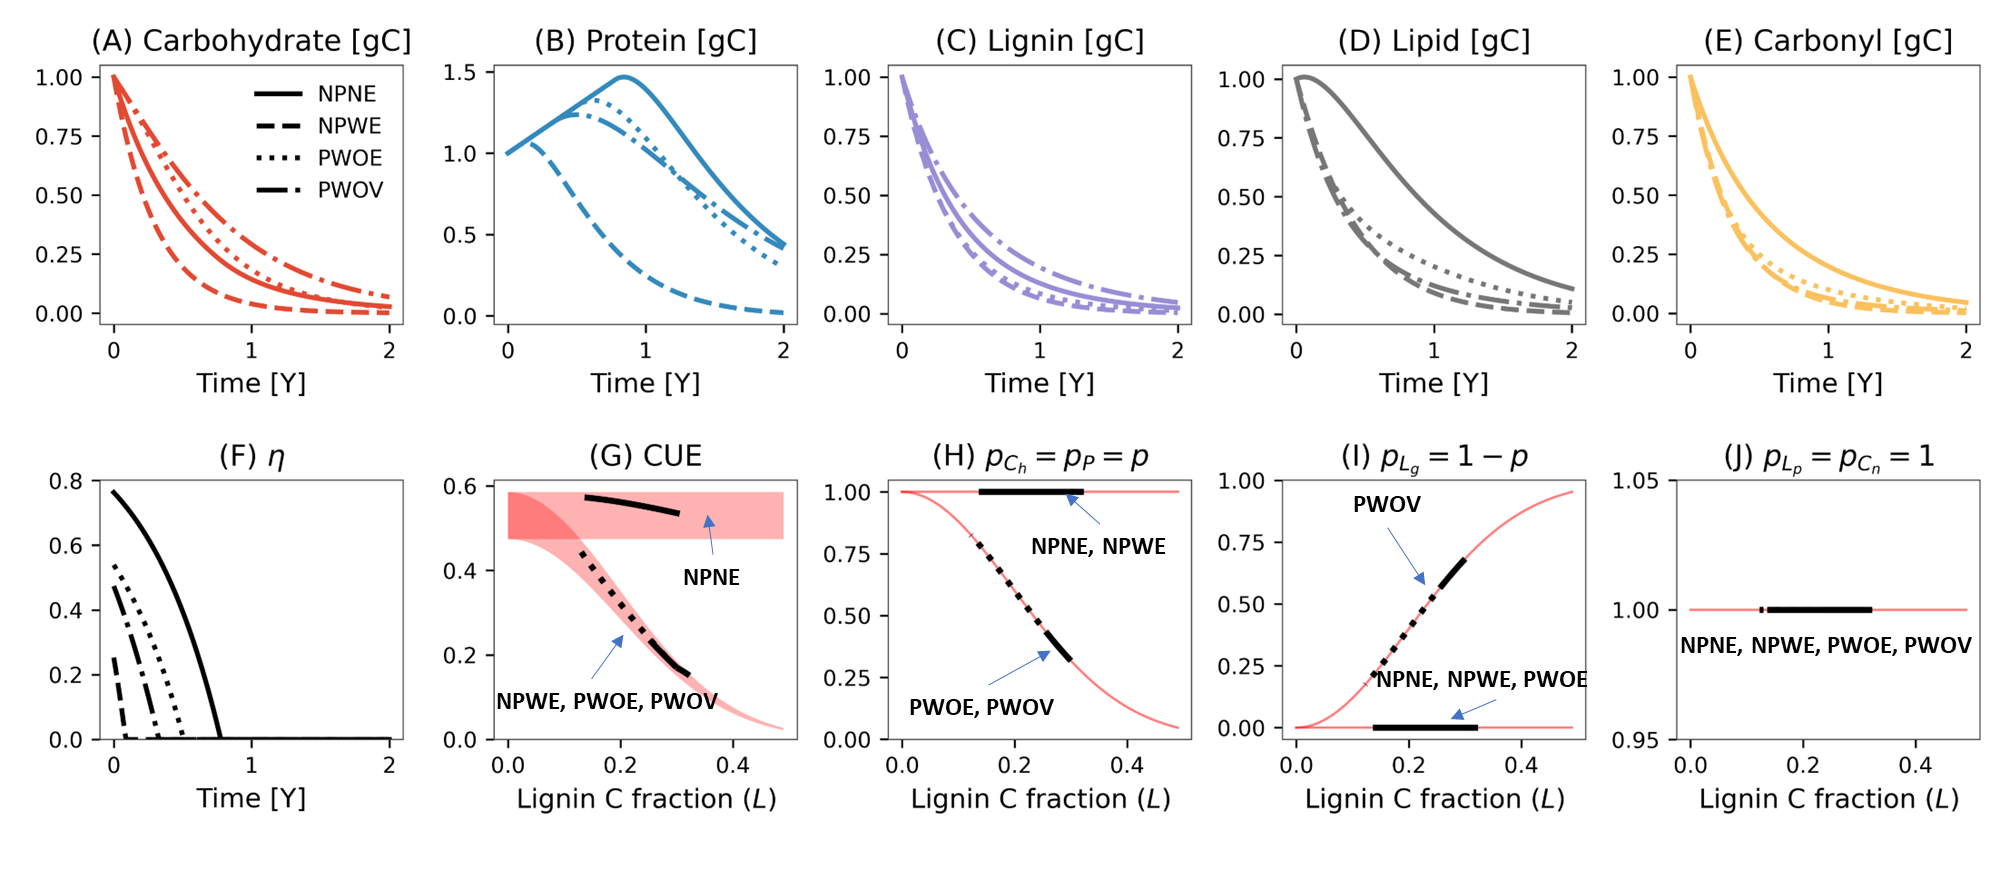 (A) Carbohydrate [gC]
1.00
0.75
0.50
0.25
0.00
NPNE
NPWE
PWOE
PWOV
0 1 2
Time [Y]
(B) Protein [gC]
1.5
1.0
0.5
0.0
0 1 2
Time [Y]
(C) Lignin [gC]
1.00
0.75
0.50
0.25
0.00
0 1 2
Time [Y]
(D) Lipid [gC]
1.00
0.75
0.50
0.25
0.00
0 1 2
Time [Y]
(E) Carbonyl [gC]
1.00
0.75
0.50
0.25
0.00
0 1 2
Time [Y]
(F) η
0.8
0.6
0.4
0.2
0.0
0 1 2
Time [Y]
(G) CUE
0.6
0.4
0.2
0.0
NPNE
NPWE, PWOE, PWOV
0.0 0.2 0.4
Lignin C fraction (L)
(H) p_{C_h} = p_P = p
1.00
0.75
0.50
0.25
0.00
NPNE, NPWE
PWOE, PWOV
0.0 0.2 0.4
Lignin C fraction (L)
(I) p_{L_g} = 1 − p
1.00
0.75
0.50
0.25
0.00
PWOV
NPNE, NPWE, PWOE
0.0 0.2 0.4
Lignin C fraction (L)
(J) p_{L_p} = p_{C_n} = 1
1.05
1.00
0.95
NPNE, NPWE, PWOE, PWOV
0.0 0.2 0.4
Lignin C fraction (L)